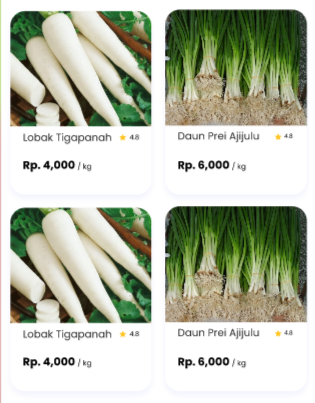 Lobak Tigapanah 4.8
Daun Prei Ajijulu 4.8
Rp. 4,000 / kg
Rp. 6,000 / kg
Lobak Tigapanah 4.8
Daun Prei Ajijulu 4.8
Rp. 4,000 / kg
Rp. 6,000 / kg